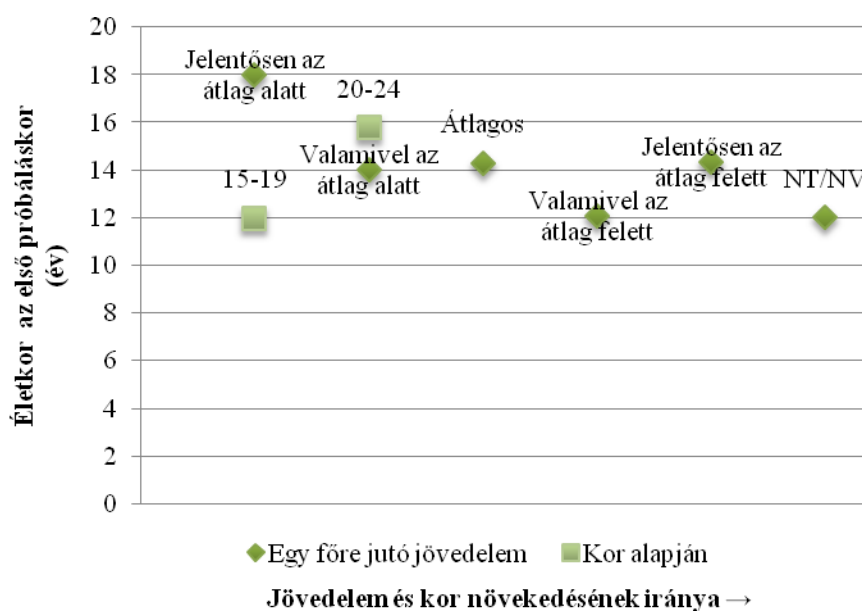 20
18
16
14
12
10
8
6
4
2
0
Életkor az első próbáláskor
(év)
Jelentősen az
átlag alatt
20-24
Átlagos
Valamivel az
átlag alatt
15-19
Jelentősen az
átlag felett
NT/NV
Valamivel az
átlag felett
Egy főre jutó jövedelem
Kor alapján
Jövedelem és kor növekedésének iránya →